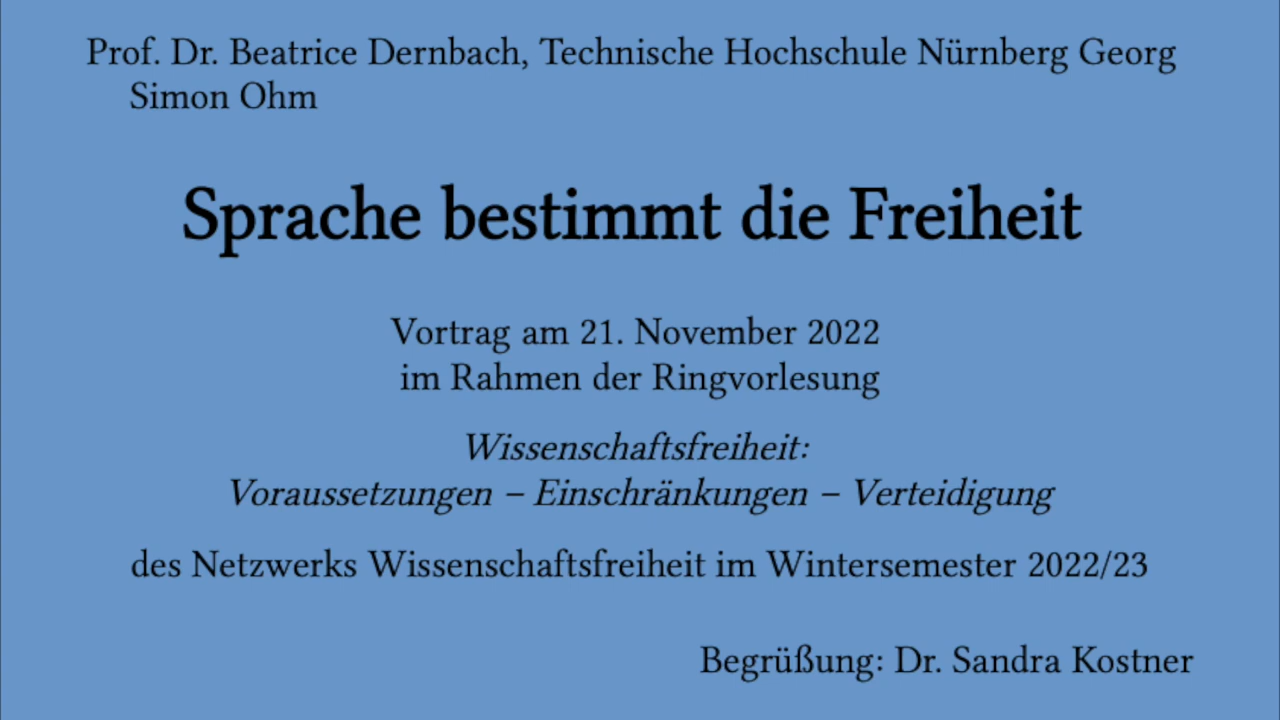 Prof. Dr. Beatrice Dernbach, Technische Hochschule Nürnberg Georg
Simon Ohm
Sprache bestimmt die Freiheit
Vortrag am 21. November 2022
im Rahmen der Ringvorlesung
Wissenschaftsfreiheit:
Voraussetzungen – Einschränkungen – Verteidigung
des Netzwerks Wissenschaftsfreiheit im Wintersemester 2022/23
Begrüßung: Dr. Sandra Kostner